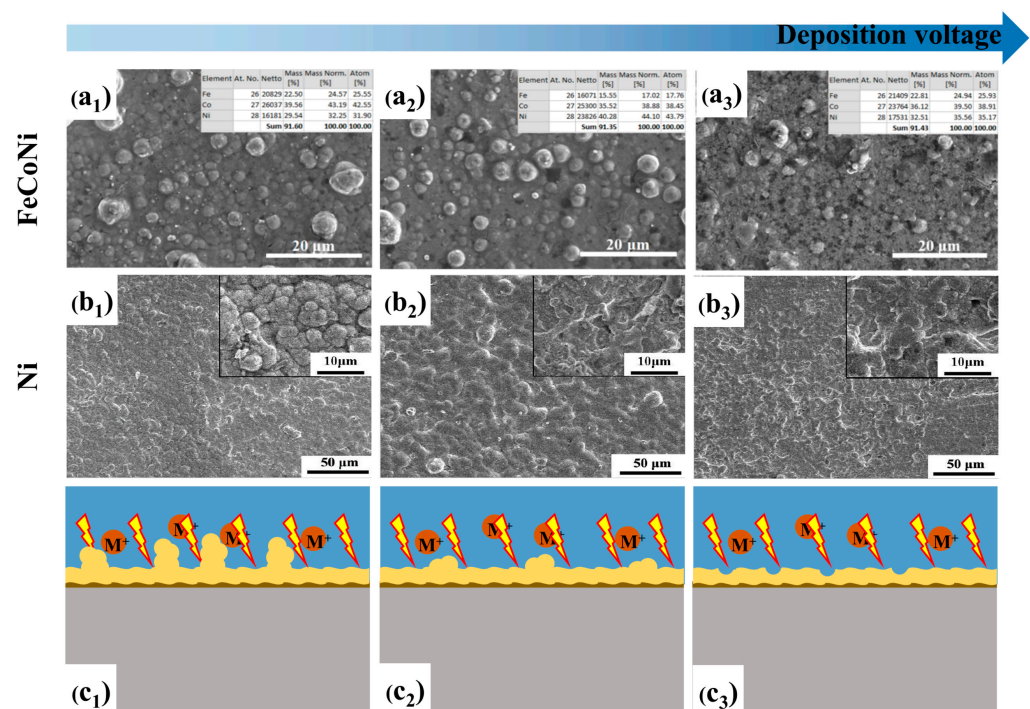 Deposition voltage
FeCoNi
(a1)
Element At. No. Netto Mass [%] Mass Norm. [%] Atom [%]
Fe 26 20829 22.50 24.57 25.55
Co 27 26037 39.56 43.19 42.55
Ni 28 16181 29.54 32.25 31.90
Sum 91.60 100.00 100.00
20 μm
(a2)
Element At. No. Netto Mass [%] Mass Norm. [%] Atom [%]
Fe 26 16071 15.55 17.02 17.76
Co 27 25300 35.52 38.88 38.45
Ni 28 23826 40.28 44.10 43.79
Sum 91.35 100.00 100.00
20 μm
(a3)
Element At. No. Netto Mass [%] Mass Norm. [%] Atom [%]
Fe 26 21409 22.81 24.94 25.93
Co 27 23764 36.12 39.50 38.91
Ni 28 17531 32.51 35.56 35.17
Sum 91.43 100.00 100.00
20 μm
Ni
(b1)
10μm
50 μm
(b2)
10μm
50 μm
(b3)
10μm
50 μm
M+ M+ M+ M+
(c1)
M+ M+ M+ M+
(c2)
M+ M+ M+ M+
(c3)